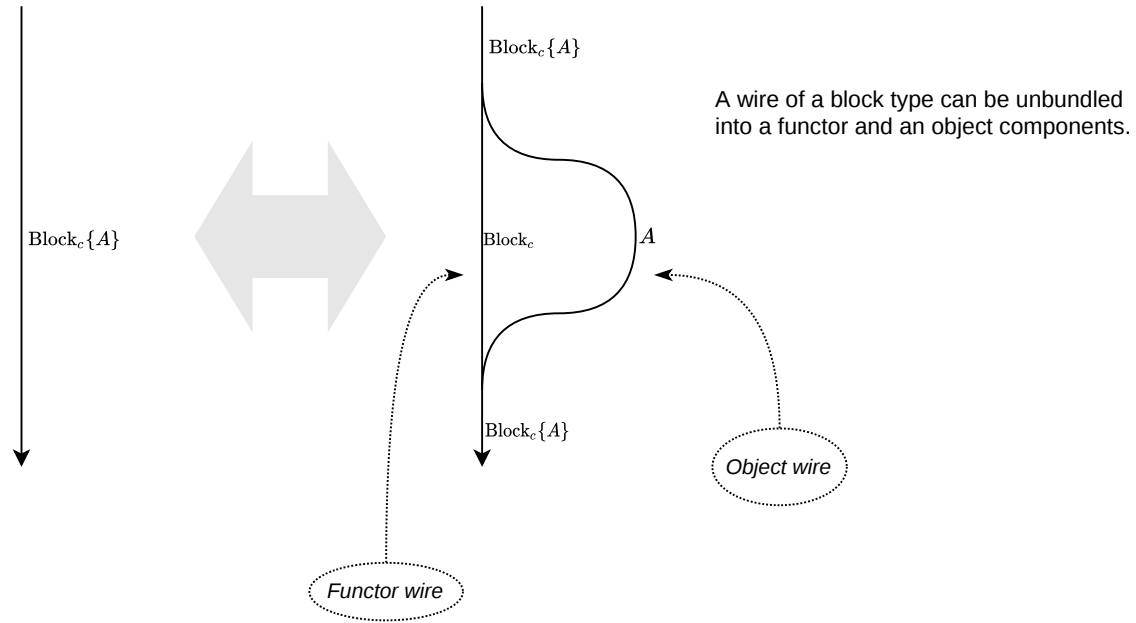 Block_c{A}
A wire of a block type can be unbundled
into a functor and an object components.
Block_c{A}
Block_c
A
Block_c{A}
Object wire
Functor wire